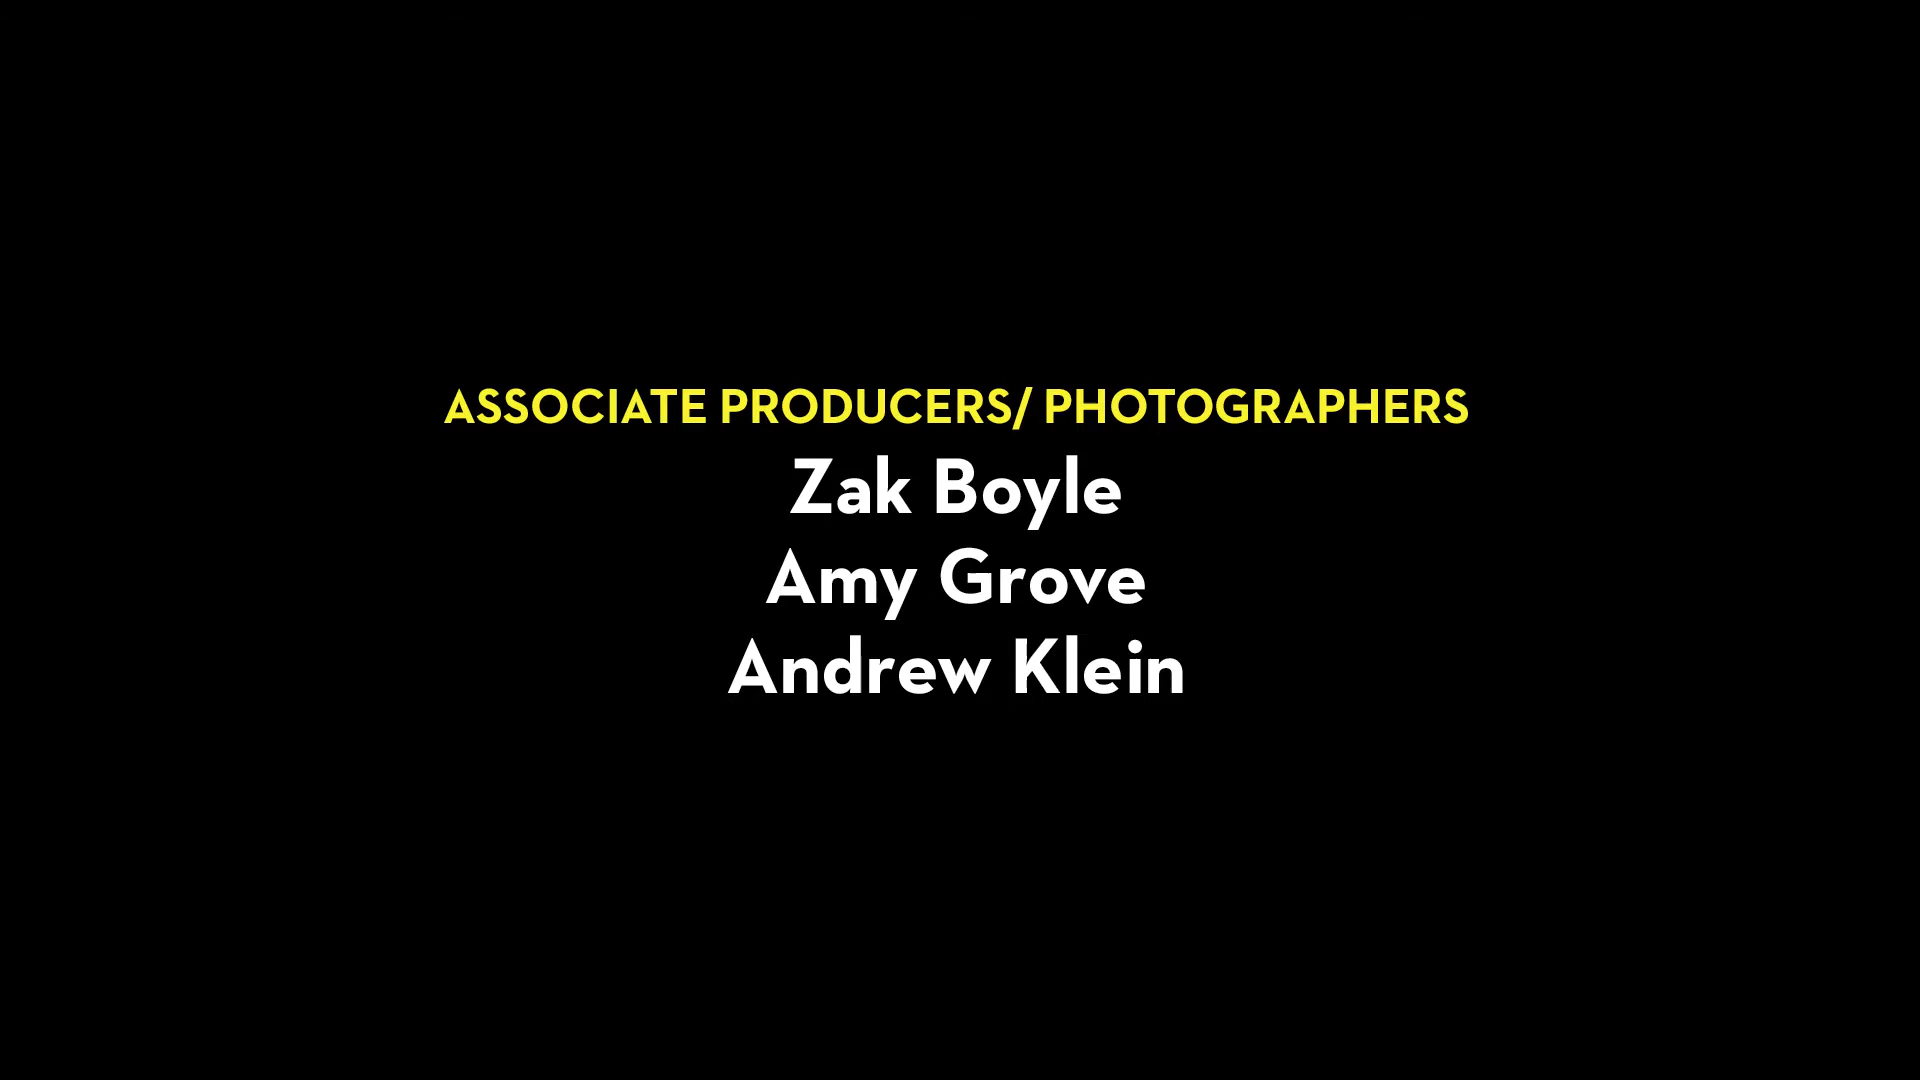 ASSOCIATE PRODUCERS/ PHOTOGRAPHERS
Zak Boyle
Amy Grove
Andrew Klein